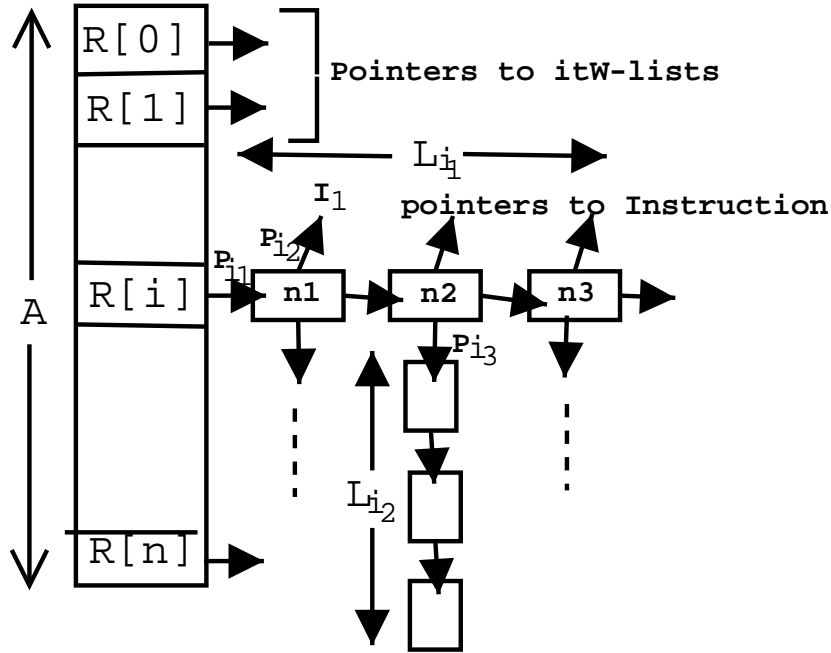 R[0]
Pointers to itW-lists
R[1]
Li1
I1
pointers to Instruction
Pi2
Pi1
R[i]
n1
n2
n3
A
Pi3
Li2
R[n]